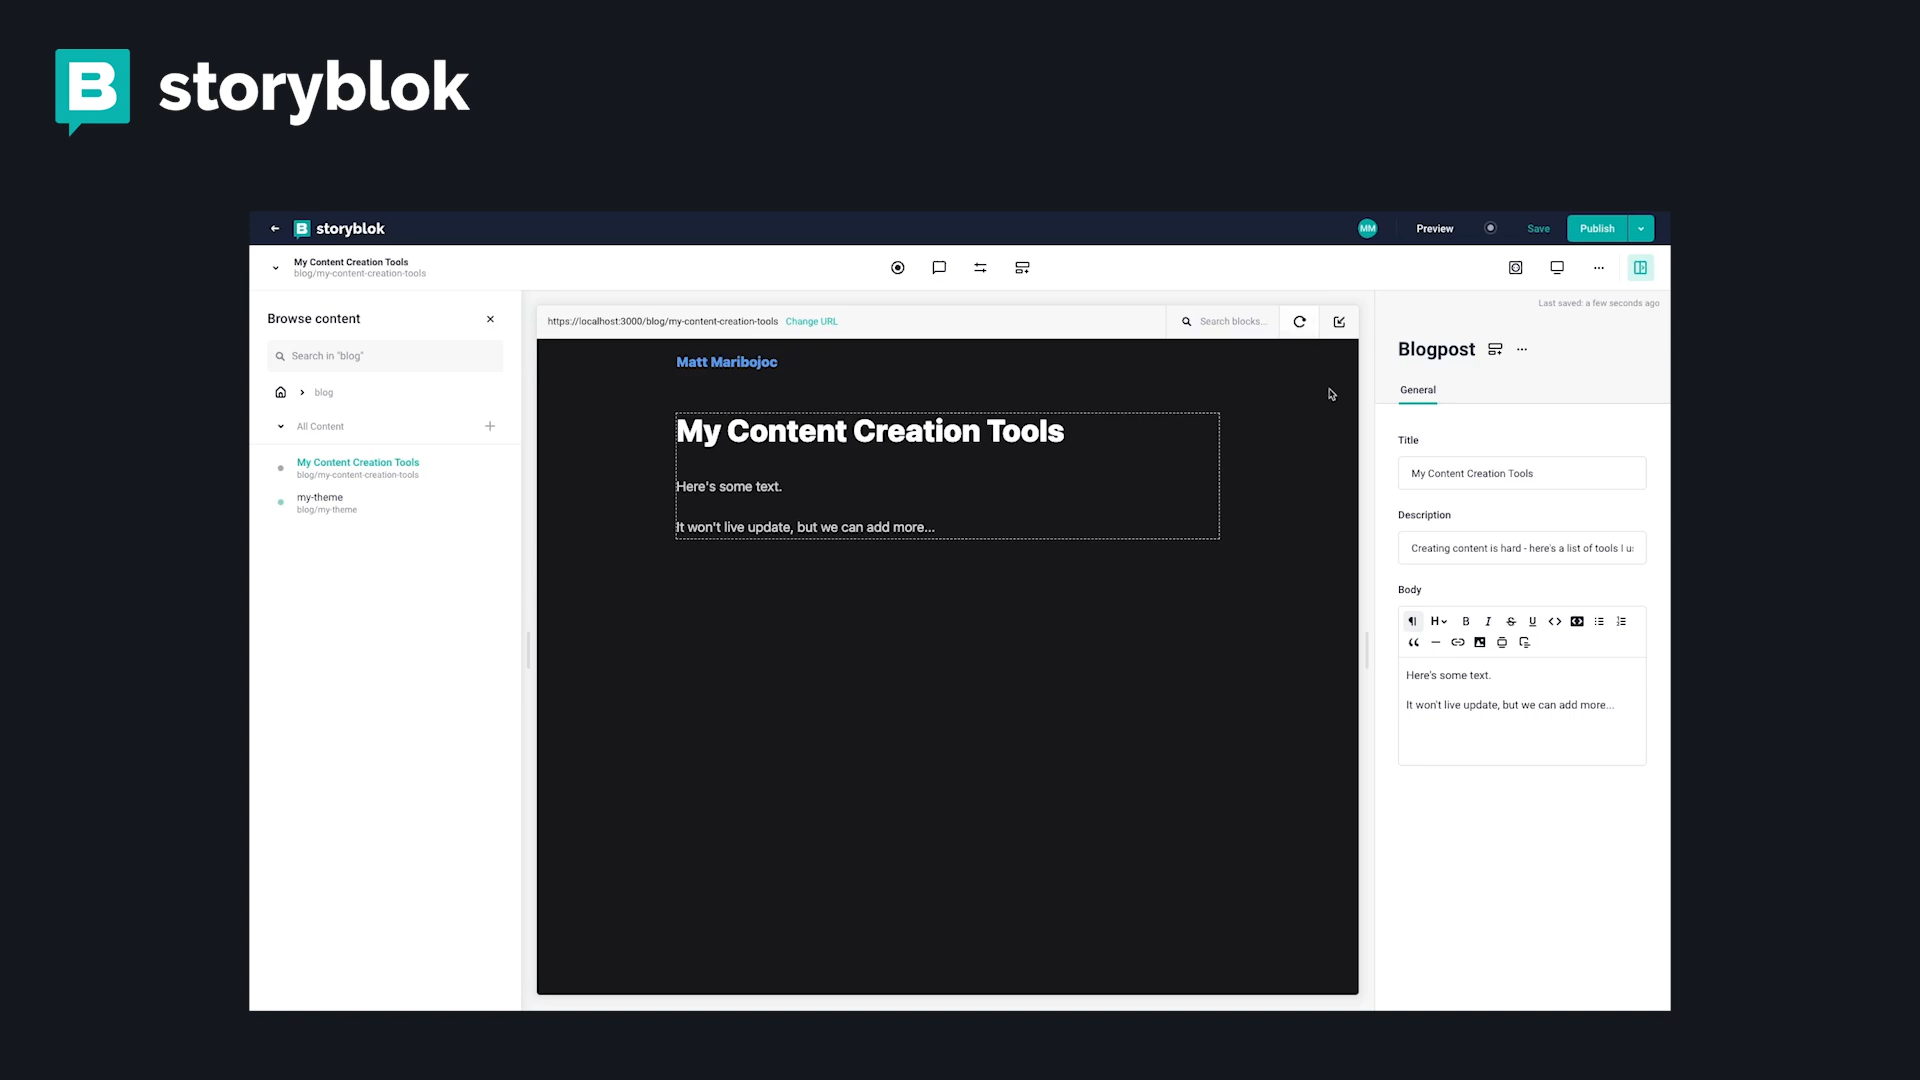 storyblok
storyblok
MM
Preview
Save
Publish
My Content Creation Tools
blog/my-content-creation-tools
Last saved: a few seconds ago
Browse content
Search in "blog"
blog
All Content
My Content Creation Tools
blog/my-content-creation-tools
my-theme
blog/my-theme
https://localhost:3000/blog/my-content-creation-tools Change URL
Search blocks...
Matt Maribojoc
My Content Creation Tools
Here's some text.
It won't live update, but we can add more...
Blogpost
General
Title
My Content Creation Tools
Description
Creating content is hard - here's a list of tools I
Body
Here's some text.
It won't live update, but we can add more...